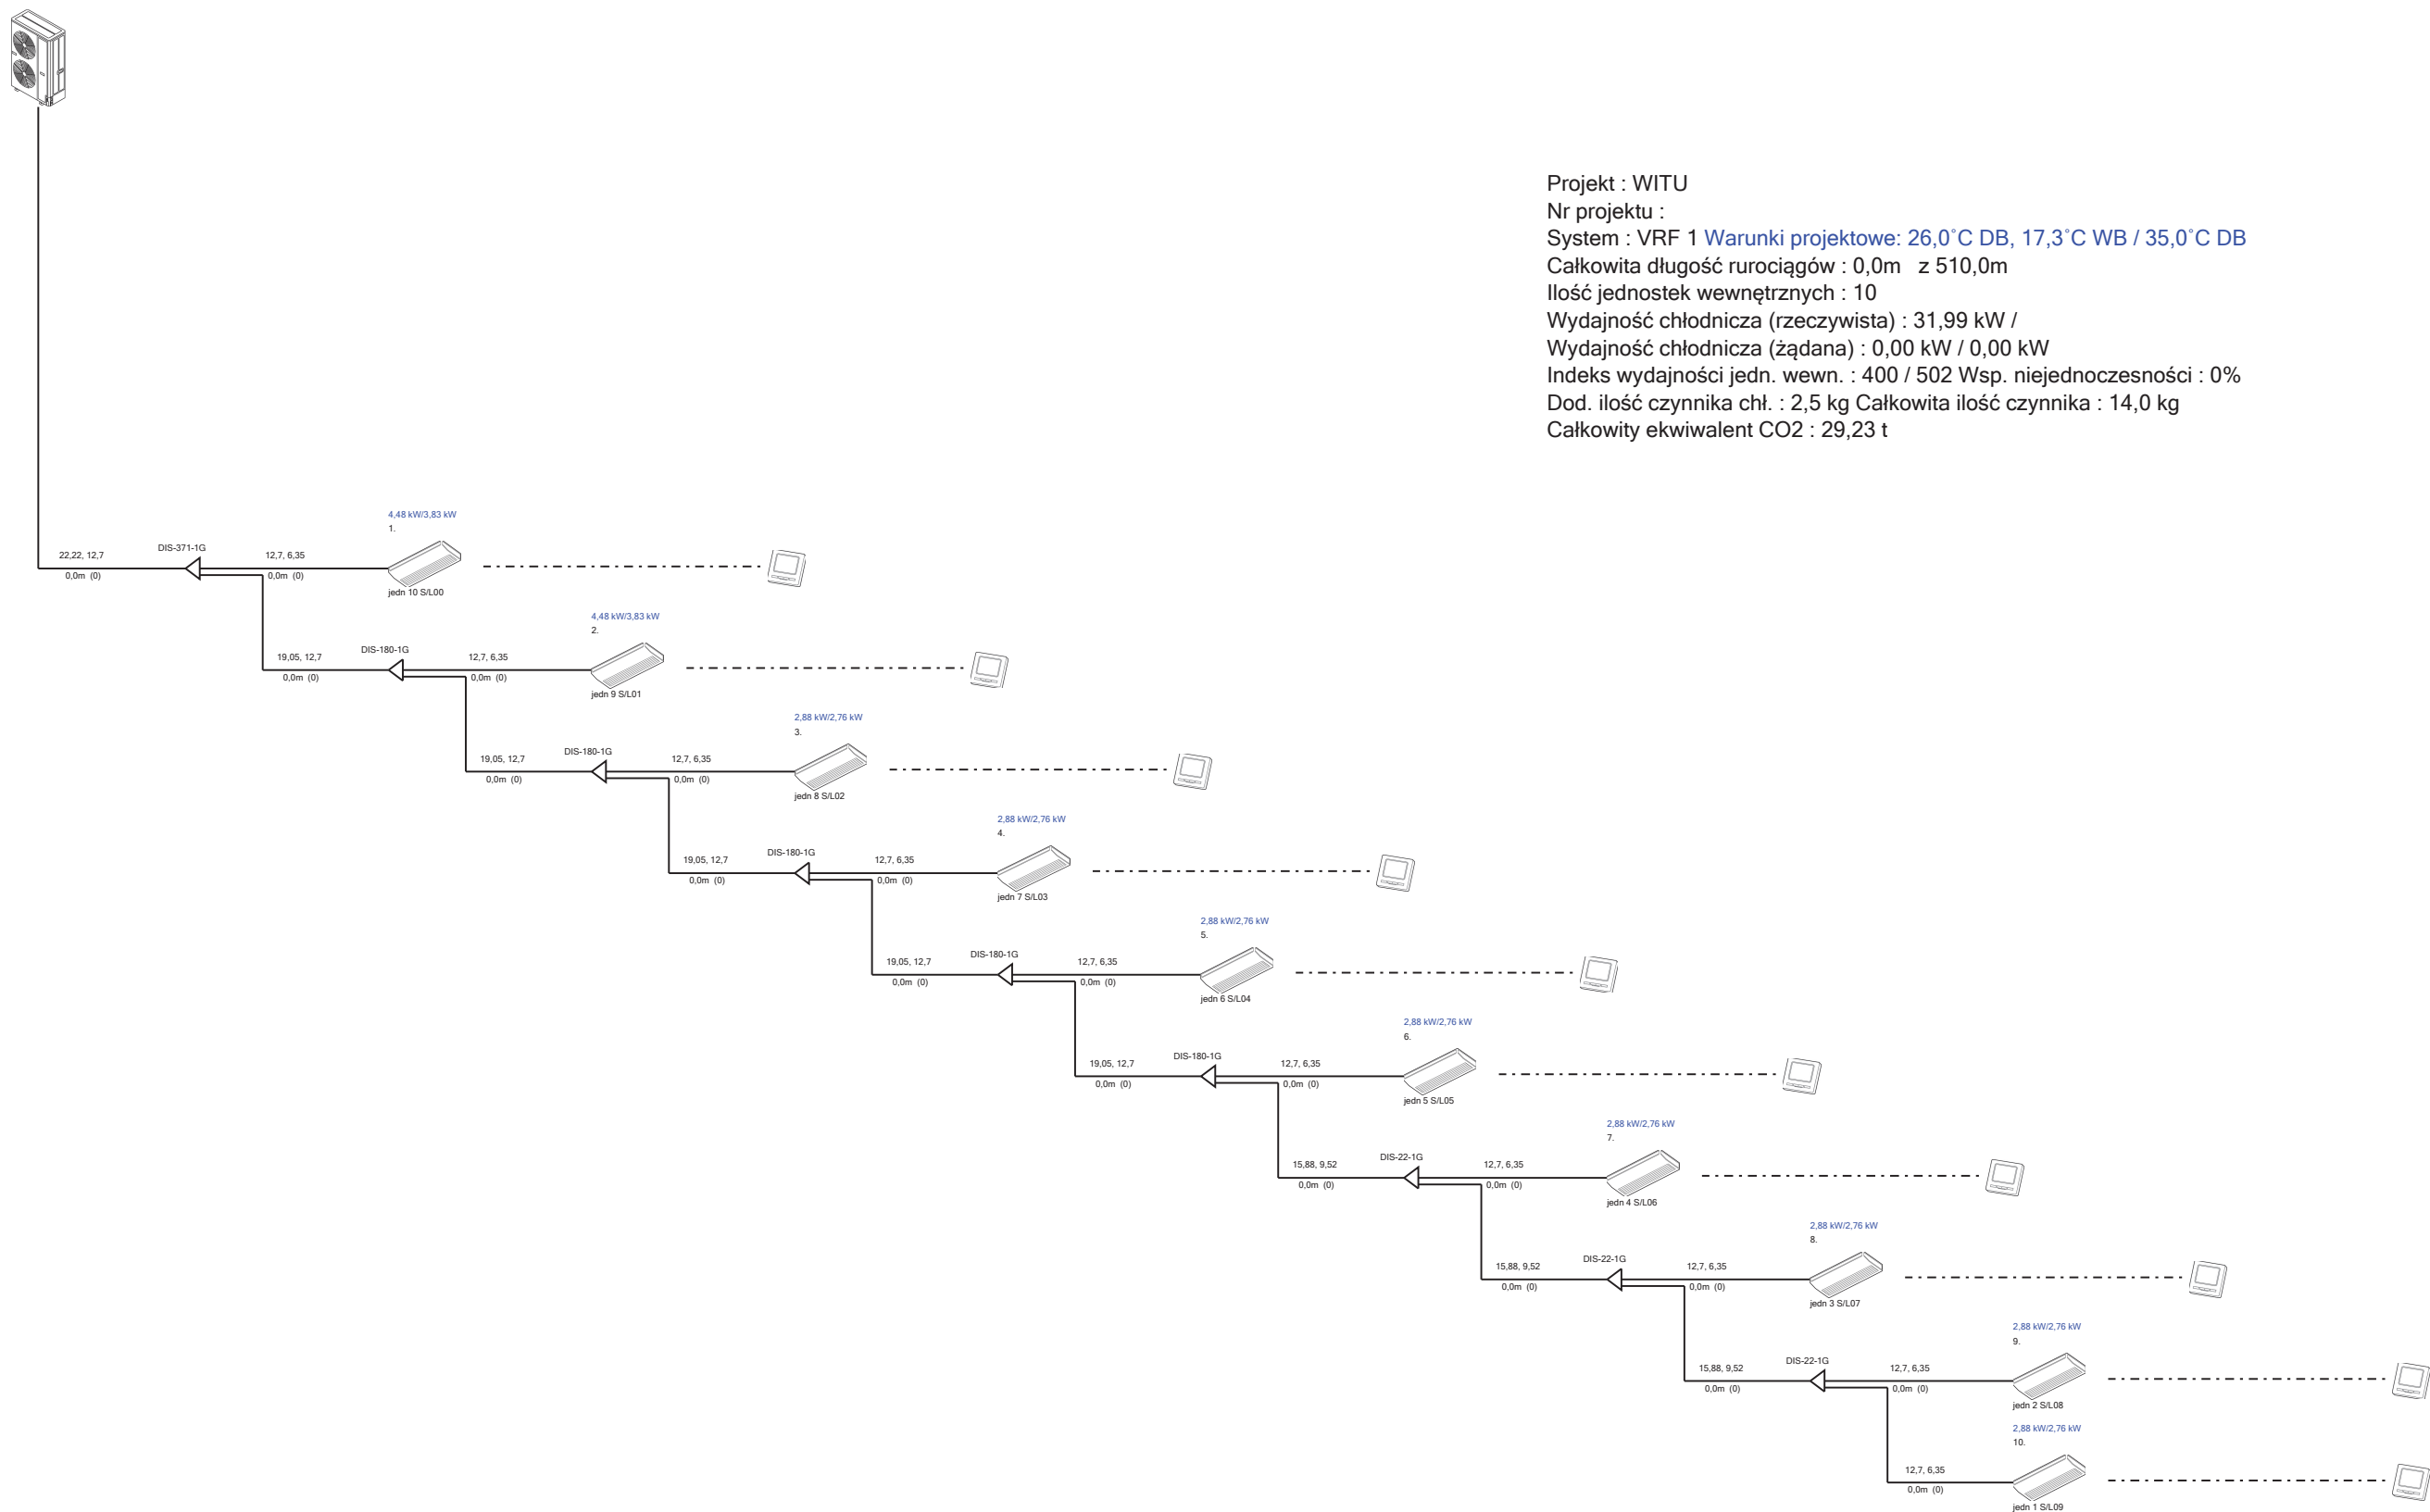 Projekt : WITU
Nr projektu :
System : VRF 1 Warunki projektowe: 26,0˚C DB, 17,3˚C WB / 35,0˚C DB
Całkowita długość rurociągów : 0,0m   z 510,0m
Ilość jednostek wewnętrznych : 10
Wydajność chłodnicza (rzeczywista) : 31,99 kW /
Wydajność chłodnicza (żądana) : 0,00 kW / 0,00 kW
Indeks wydajności jedn. wewn. : 400 / 502 Wsp. niejednoczesności : 0%
Dod. ilość czynnika chł. : 2,5 kg Całkowita ilość czynnika : 14,0 kg
Całkowity ekwiwalent CO2 : 29,23 t
4,48 kW/3,83 kW
1.
22,22, 12,7
DIS-371-1G
12,7, 6,35
0,0m (0)
0,0m (0)
jedn 10 S/L00
4,48 kW/3,83 kW
2.
19,05, 12,7
DIS-180-1G
12,7, 6,35
0,0m (0)
0,0m (0)
jedn 9 S/L01
2,88 kW/2,76 kW
3.
19,05, 12,7
DIS-180-1G
12,7, 6,35
0,0m (0)
0,0m (0)
jedn 8 S/L02
2,88 kW/2,76 kW
4.
19,05, 12,7
DIS-180-1G
12,7, 6,35
0,0m (0)
0,0m (0)
jedn 7 S/L03
2,88 kW/2,76 kW
5.
19,05, 12,7
DIS-180-1G
12,7, 6,35
0,0m (0)
0,0m (0)
jedn 6 S/L04
2,88 kW/2,76 kW
6.
19,05, 12,7
DIS-180-1G
12,7, 6,35
0,0m (0)
0,0m (0)
jedn 5 S/L05
2,88 kW/2,76 kW
7.
15,88, 9,52
DIS-22-1G
12,7, 6,35
0,0m (0)
0,0m (0)
jedn 4 S/L06
2,88 kW/2,76 kW
8.
15,88, 9,52
DIS-22-1G
12,7, 6,35
0,0m (0)
0,0m (0)
jedn 3 S/L07
2,88 kW/2,76 kW
9.
15,88, 9,52
DIS-22-1G
12,7, 6,35
0,0m (0)
0,0m (0)
jedn 2 S/L08
2,88 kW/2,76 kW
10.
12,7, 6,35
0,0m (0)
jedn 1 S/L09